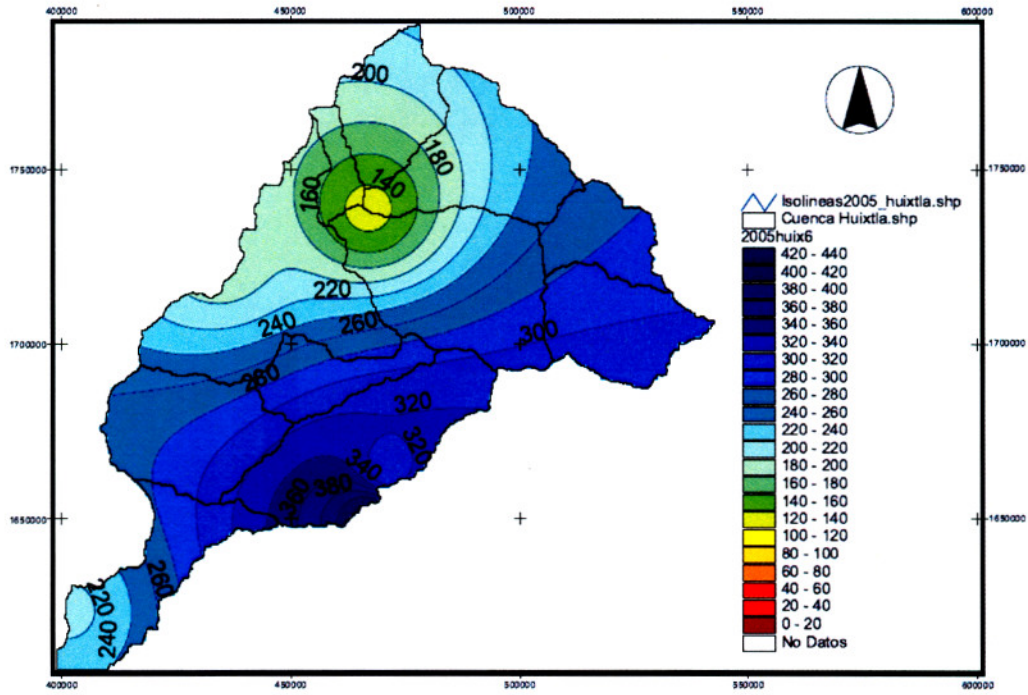 400000 450000 500000 550000 600000
200
180
1750000 1750000
140
160
Isolineas2005_huixtla.shp
Cuenca Huixtla.shp
2005huix6
420 - 440
400 - 420
380 - 400
360 - 380
340 - 360
320 - 340
300 - 320
280 - 300
260 - 280
240 - 260
220 - 240
200 - 220
180 - 200
160 - 180
140 - 160
120 - 140
100 - 120
80 - 100
60 - 80
40 - 60
20 - 40
0 - 20
No Datos
220
240 260
300
1700000 1700000
280
320
320
340
360 380
1650000 1650000
260
220
240
400000 450000 500000 550000 600000